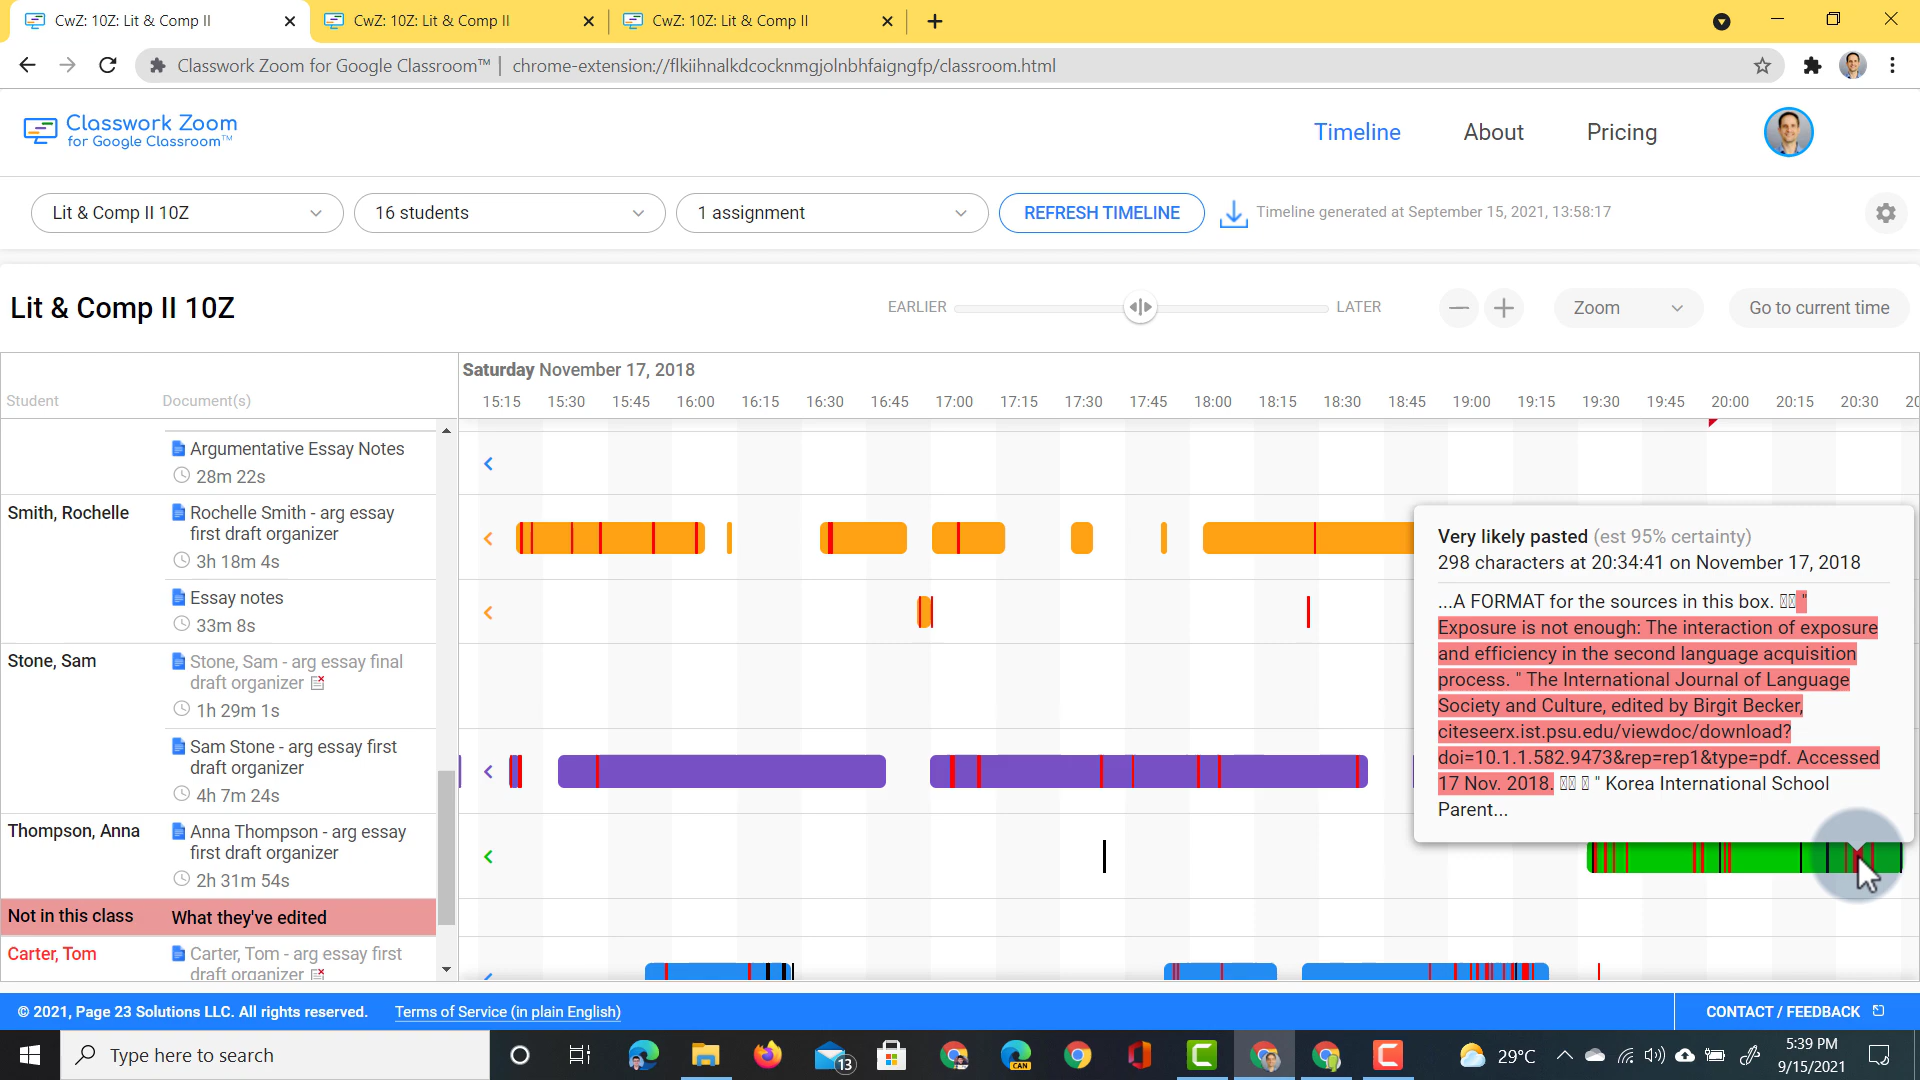 CwZ: 10Z: Lit & Comp II
CwZ: 10Z: Lit & Comp II
CwZ: 10Z: Lit & Comp II
Classwork Zoom for Google Classroom™ | chrome-extension://flkiihnalkdcocknmgjolnbhfaigngfp/classroom.html
Classwork Zoom
for Google Classroom™
Timeline
About
Pricing
Lit & Comp II 10Z
16 students
1 assignment
REFRESH TIMELINE
Timeline generated at September 15, 2021, 13:58:17
Lit & Comp II 10Z
EARLIER
LATER
Zoom
Go to current time
Saturday November 17, 2018
Student
Document(s)
15:15 15:30 15:45 16:00 16:15 16:30 16:45 17:00 17:15 17:30 17:45 18:00 18:15 18:30 18:45 19:00 19:15 19:30 19:45 20:00 20:15 20:30 20
Argumentative Essay Notes
28m 22s
Smith, Rochelle
Rochelle Smith - arg essay
first draft organizer
3h 18m 4s
Essay notes
33m 8s
Stone, Sam
Stone, Sam - arg essay final
draft organizer
1h 29m 1s
Sam Stone - arg essay first
draft organizer
4h 7m 24s
Thompson, Anna
Anna Thompson - arg essay
first draft organizer
2h 31m 54s
Not in this class
What they've edited
Carter, Tom
Carter, Tom - arg essay first
draft organizer
Very likely pasted (est 95% certainty)
298 characters at 20:34:41 on November 17, 2018
...A FORMAT for the sources in this box. "
Exposure is not enough: The interaction of exposure
and efficiency in the second language acquisition
process. " The International Journal of Language
Society and Culture, edited by Birgit Becker,
citeseerx.ist.psu.edu/viewdoc/download?
doi=10.1.1.582.9473&rep=rep1&type=pdf. Accessed
17 Nov. 2018. " Korea International School
Parent...
© 2021, Page 23 Solutions LLC. All rights reserved.
Terms of Service (in plain English)
CONTACT / FEEDBACK
Type here to search
CAN
13
29°C
5:39 PM
9/15/2021